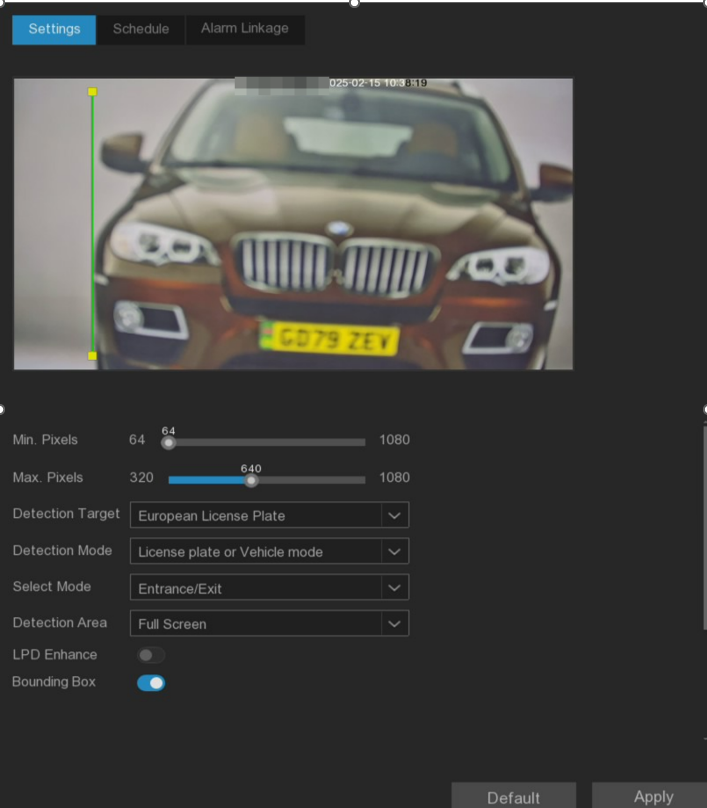 Settings Schedule Alarm Linkage
025-02-15 10:38:19
GD79 ZEV
Min. Pixels 64 64 1080
Max. Pixels 320 640 1080
Detection Target European License Plate
Detection Mode License plate or Vehicle mode
Select Mode Entrance/Exit
Detection Area Full Screen
LPD Enhance
Bounding Box
Default Apply